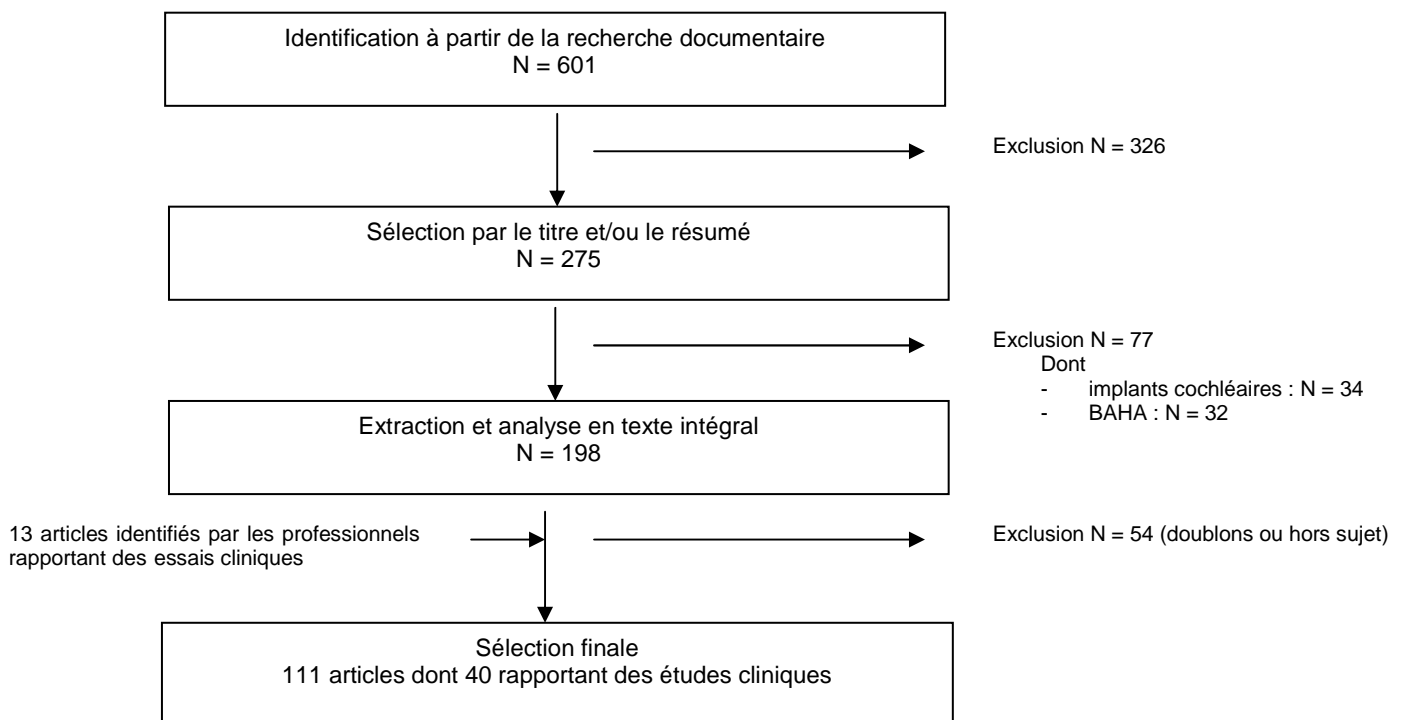 Identification à partir de la recherche documentaire
N = 601
Exclusion N = 326
Sélection par le titre et/ou le résumé
N = 275
Exclusion N = 77
Dont
- implants cochléaires : N = 34
- BAHA : N = 32
Extraction et analyse en texte intégral
N = 198
13 articles identifiés par les professionnels
rapportant des essais cliniques
Exclusion N = 54 (doublons ou hors sujet)
Sélection finale
111 articles dont 40 rapportant des études cliniques